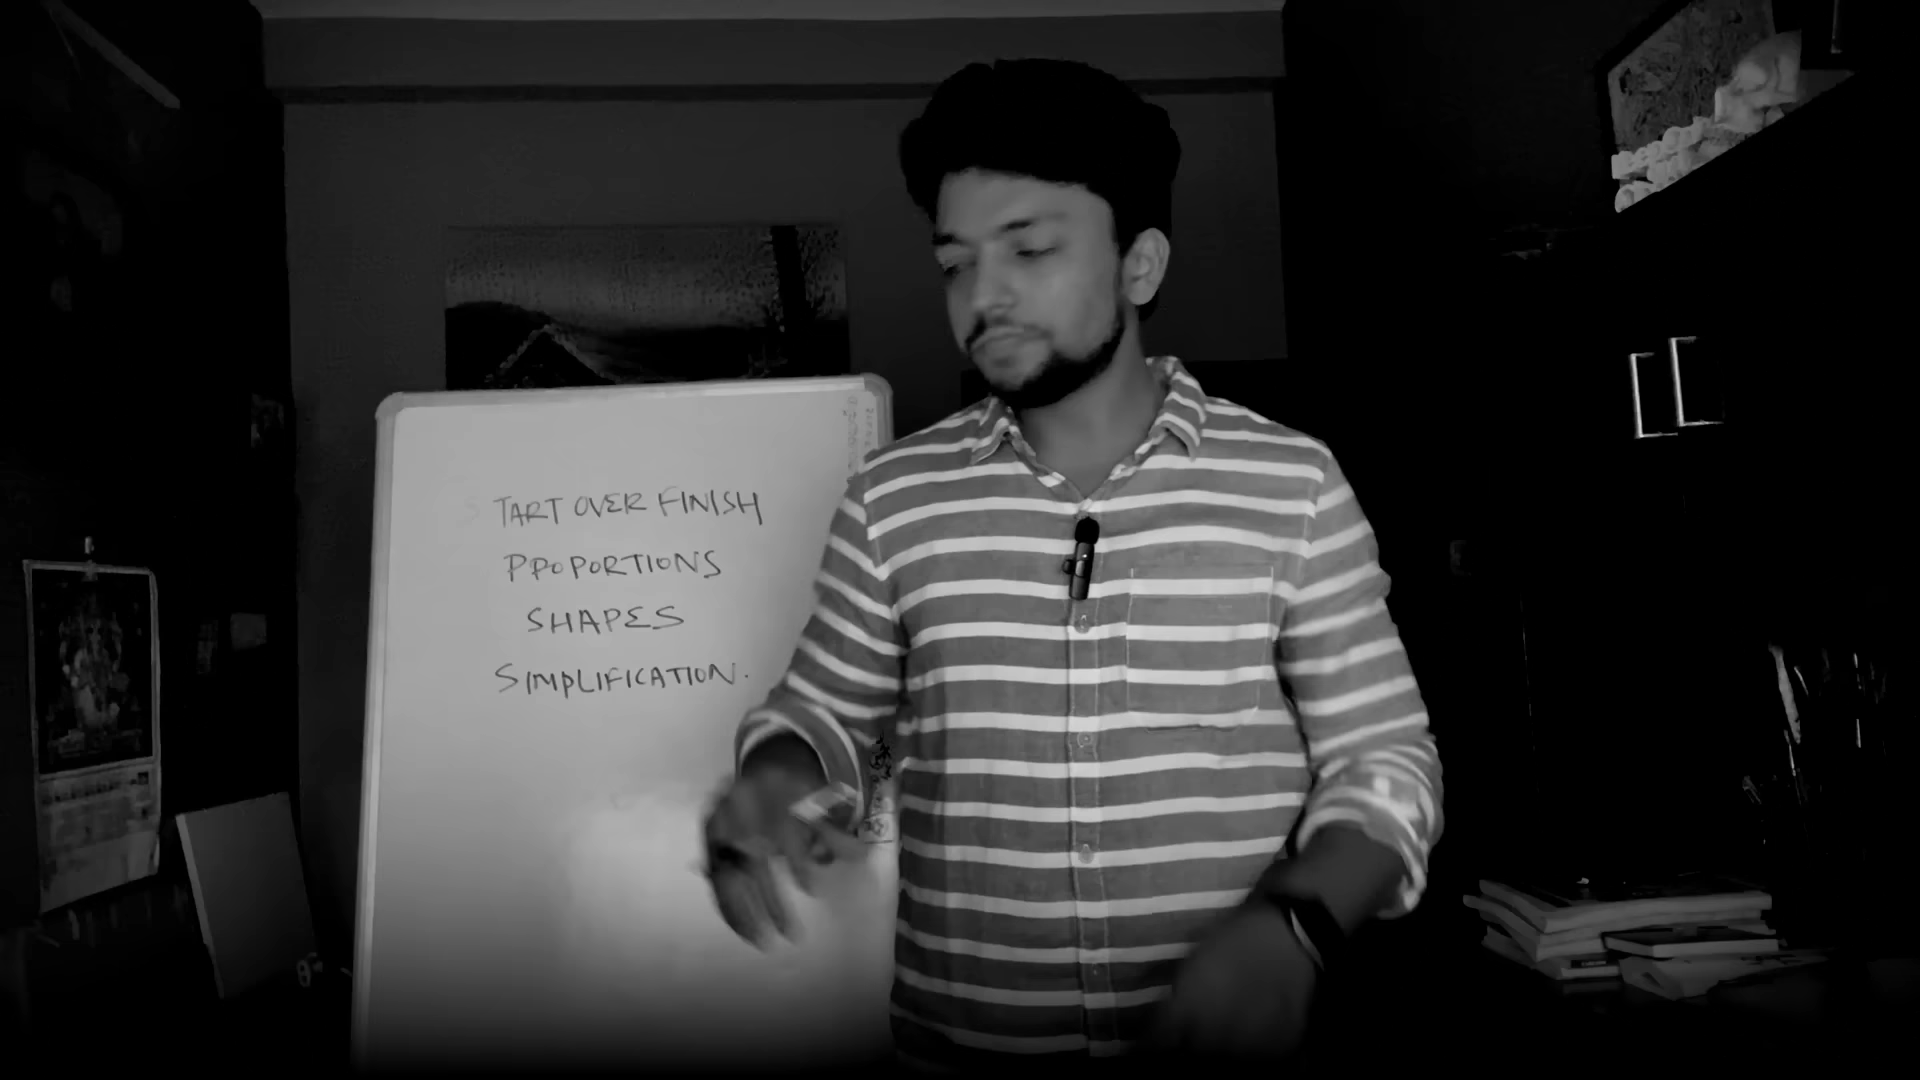 START OVER FINISH
PPOPORTIONS
SHAPES
SIMPLIFICATION.